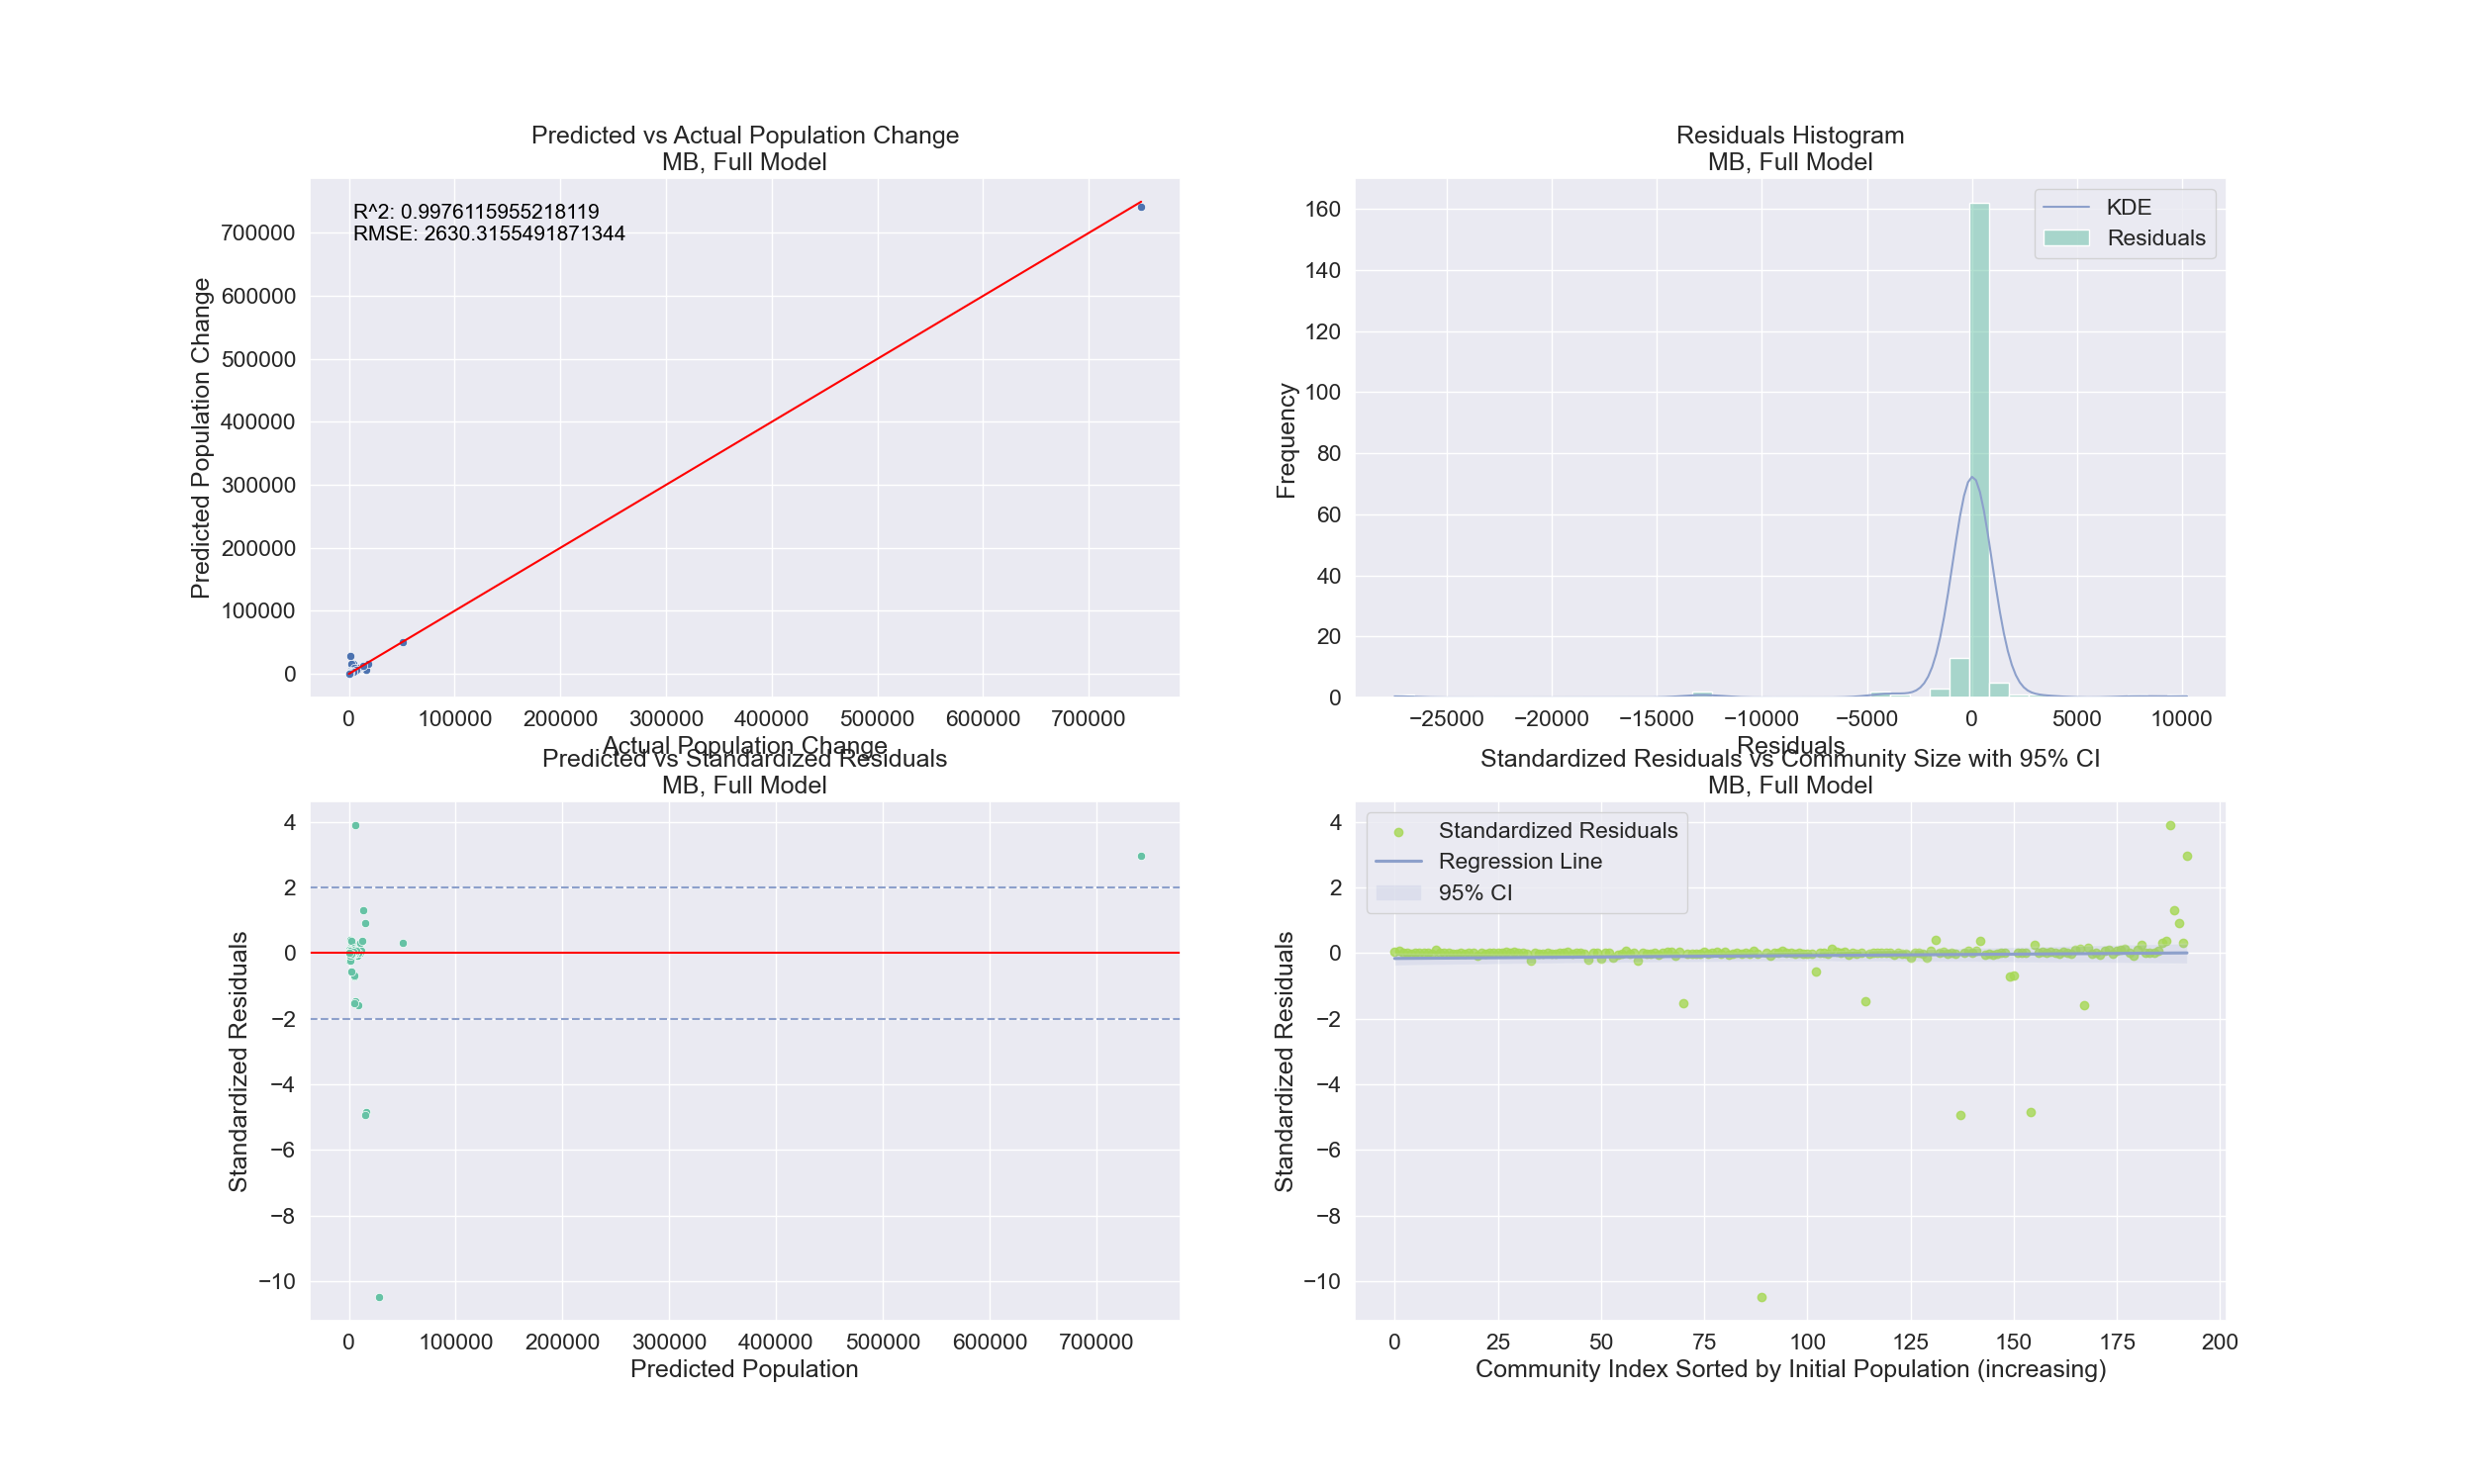 Predicted vs Actual Population Change
MB, Full Model
R^2: 0.9976115955218119
RMSE: 2630.3155491871344
Predicted Population Change
700000
600000
500000
400000
300000
200000
100000
0
0 100000 200000 300000 400000 500000 600000 700000
Actual Population Change
Residuals Histogram
MB, Full Model
KDE
Residuals
Frequency
160
140
120
100
80
60
40
20
0
−25000 −20000 −15000 −10000 −5000 0 5000 10000
Residuals
Predicted vs Standardized Residuals
MB, Full Model
Standardized Residuals
4
2
0
−2
−4
−6
−8
−10
0 100000 200000 300000 400000 500000 600000 700000
Predicted Population
Standardized Residuals vs Community Size with 95% CI
MB, Full Model
Standardized Residuals
Regression Line
95% CI
Standardized Residuals
4
2
0
−2
−4
−6
−8
−10
0 25 50 75 100 125 150 175 200
Community Index Sorted by Initial Population (increasing)